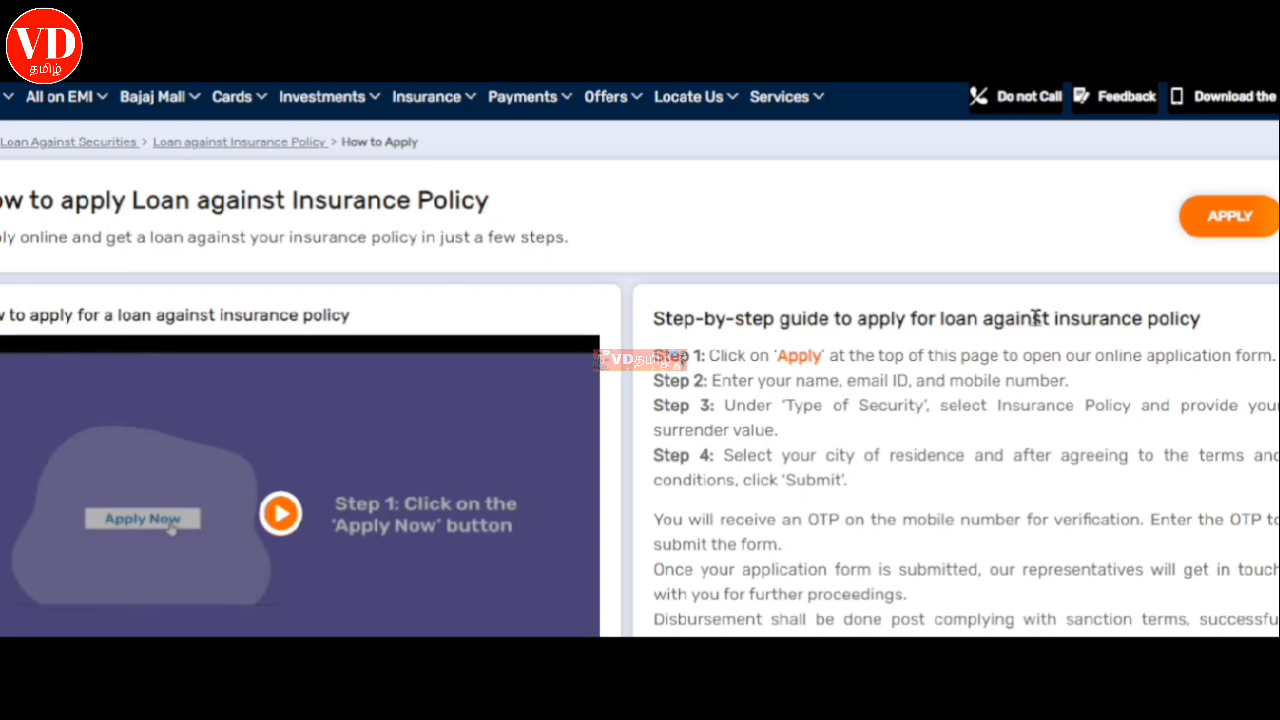 VD
தமிழ்
All on EMI Bajaj Mall Cards Investments Insurance Payments Offers Locate Us Services Do not Call Feedback Download the
Loan Against Securities > Loan against Insurance Policy > How to Apply
ow to apply Loan against Insurance Policy
APPLY
ly online and get a loan against your insurance policy in just a few steps.
w to apply for a loan against insurance policy
Apply Now
Step 1: Click on the
'Apply Now' button
VDதமிழ்
Step-by-step guide to apply for loan against insurance policy
Step 1: Click on 'Apply' at the top of this page to open our online application form.
Step 2: Enter your name, email ID, and mobile number.
Step 3: Under 'Type of Security', select Insurance Policy and provide your
surrender value.
Step 4: Select your city of residence and after agreeing to the terms and
conditions, click 'Submit'.
You will receive an OTP on the mobile number for verification. Enter the OTP to
submit the form.
Once your application form is submitted, our representatives will get in touch
with you for further proceedings.
Disbursement shall be done post complying with sanction terms, successfu